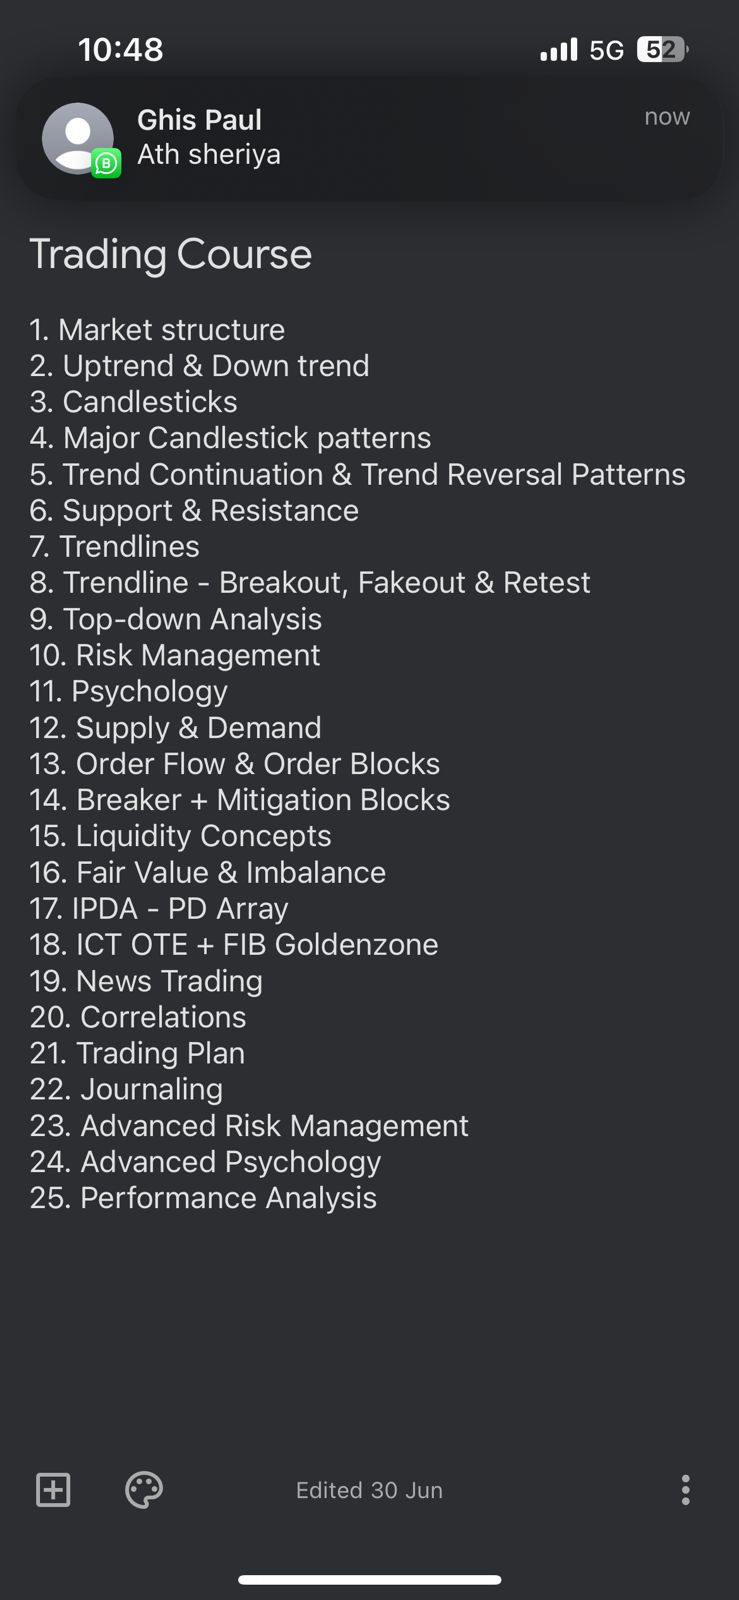 10:48
5G 52
Ghis Paul
now
Ath sheriya
Trading Course
1. Market structure
2. Uptrend & Down trend
3. Candlesticks
4. Major Candlestick patterns
5. Trend Continuation & Trend Reversal Patterns
6. Support & Resistance
7. Trendlines
8. Trendline - Breakout, Fakeout & Retest
9. Top-down Analysis
10. Risk Management
11. Psychology
12. Supply & Demand
13. Order Flow & Order Blocks
14. Breaker + Mitigation Blocks
15. Liquidity Concepts
16. Fair Value & Imbalance
17. IPDA - PD Array
18. ICT OTE + FIB Goldenzone
19. News Trading
20. Correlations
21. Trading Plan
22. Journaling
23. Advanced Risk Management
24. Advanced Psychology
25. Performance Analysis
Edited 30 Jun